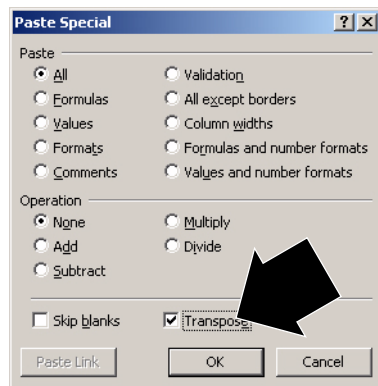 Paste Special ? X
Paste
All Validation
Formulas All except borders
Values Column widths
Formats Formulas and number formats
Comments Values and number formats
Operation
None Multiply
Add Divide
Subtract
Skip blanks Transpose
Paste Link OK Cancel